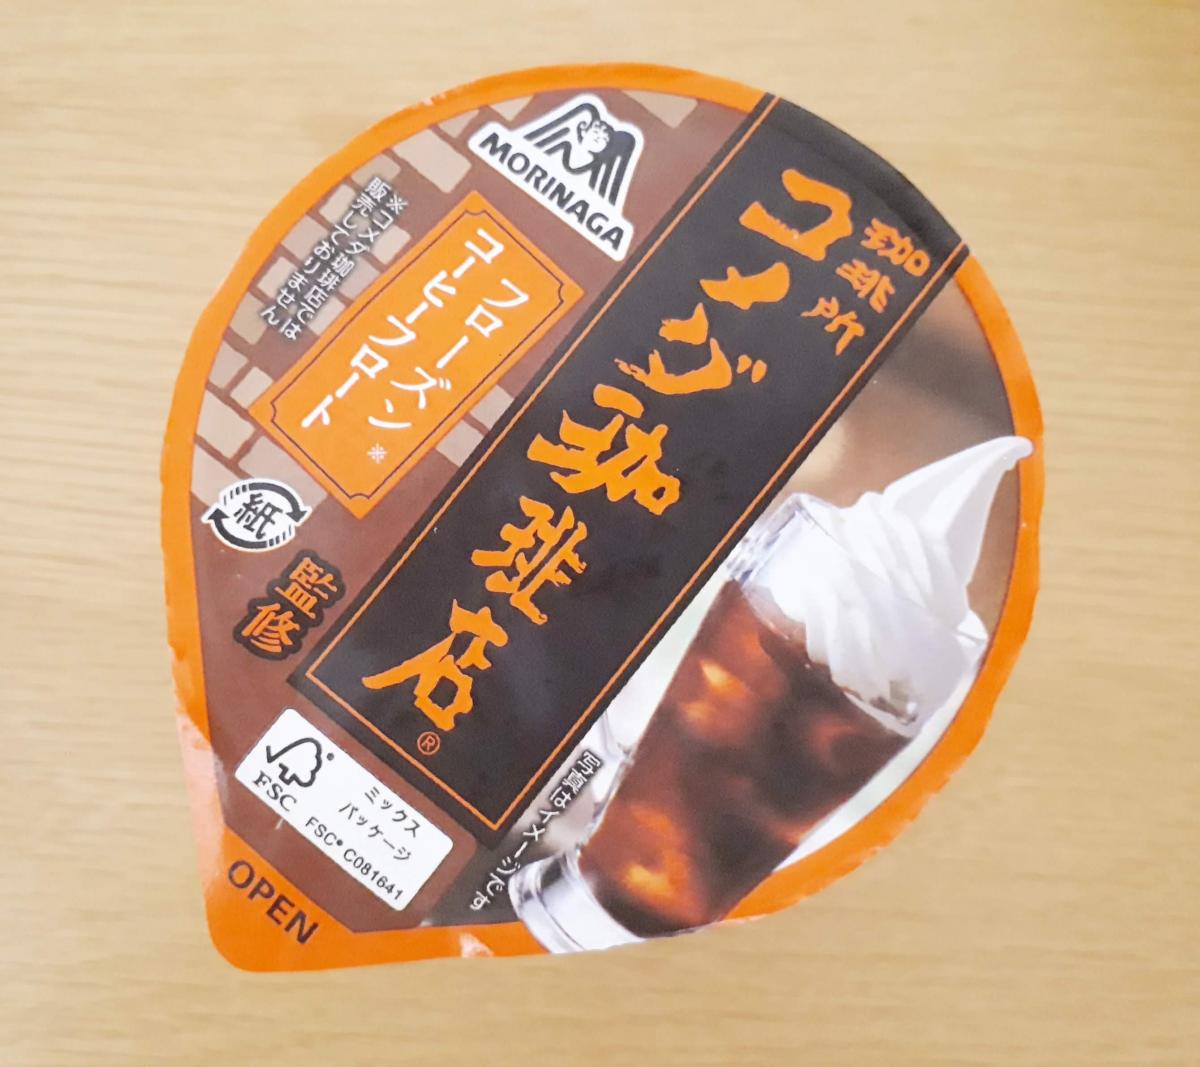 珈琲所
コメダ珈琲店®
MORINAGA
フローズン
コーヒーフロート※
※コメダ珈琲店では
販売しておりません
紙
監修
FSC
ミックス
パッケージ
FSC® C081641
写真はイメージです
OPEN